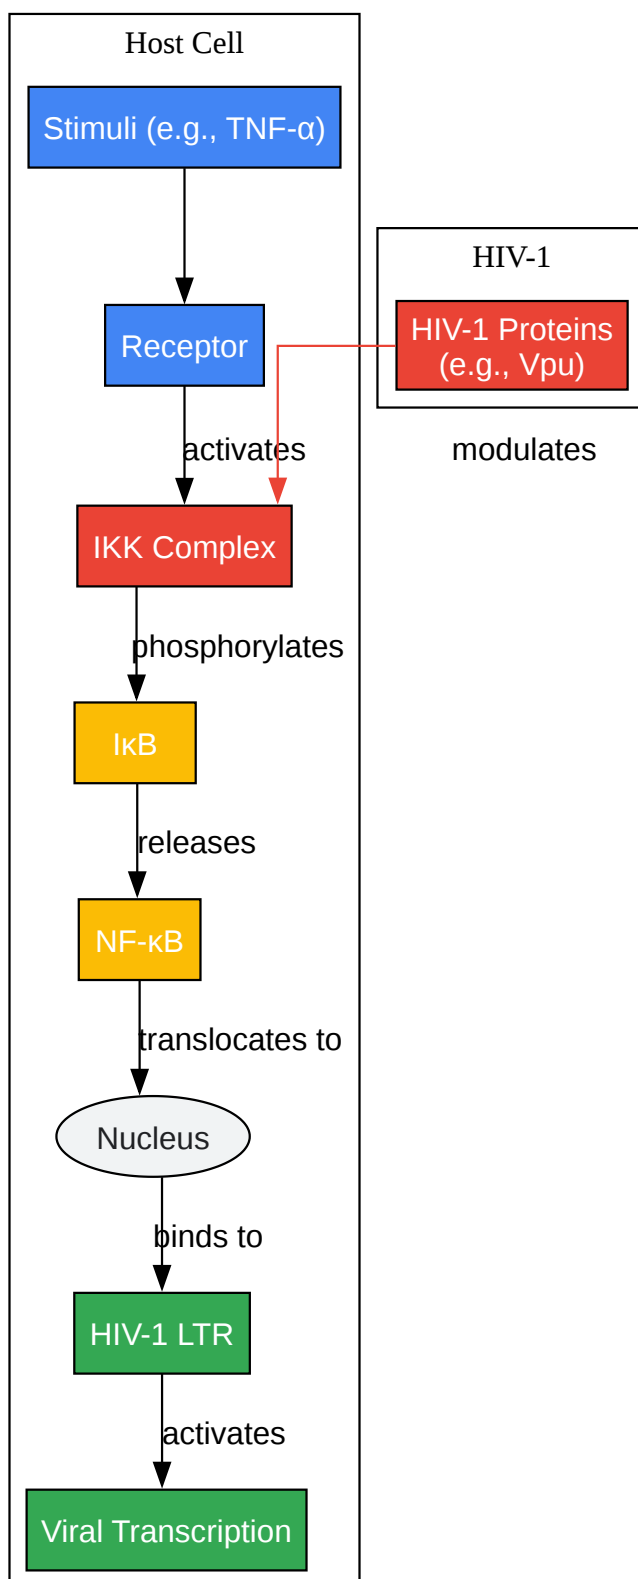 Host Cell
Stimuli (e.g., TNF-α)
HIV-1
HIV-1 Proteins
(e.g., Vpu)
Receptor
activates
modulates
IKK Complex
phosphorylates
IκB
releases
NF-κB
translocates to
Nucleus
binds to
HIV-1 LTR
activates
Viral Transcription